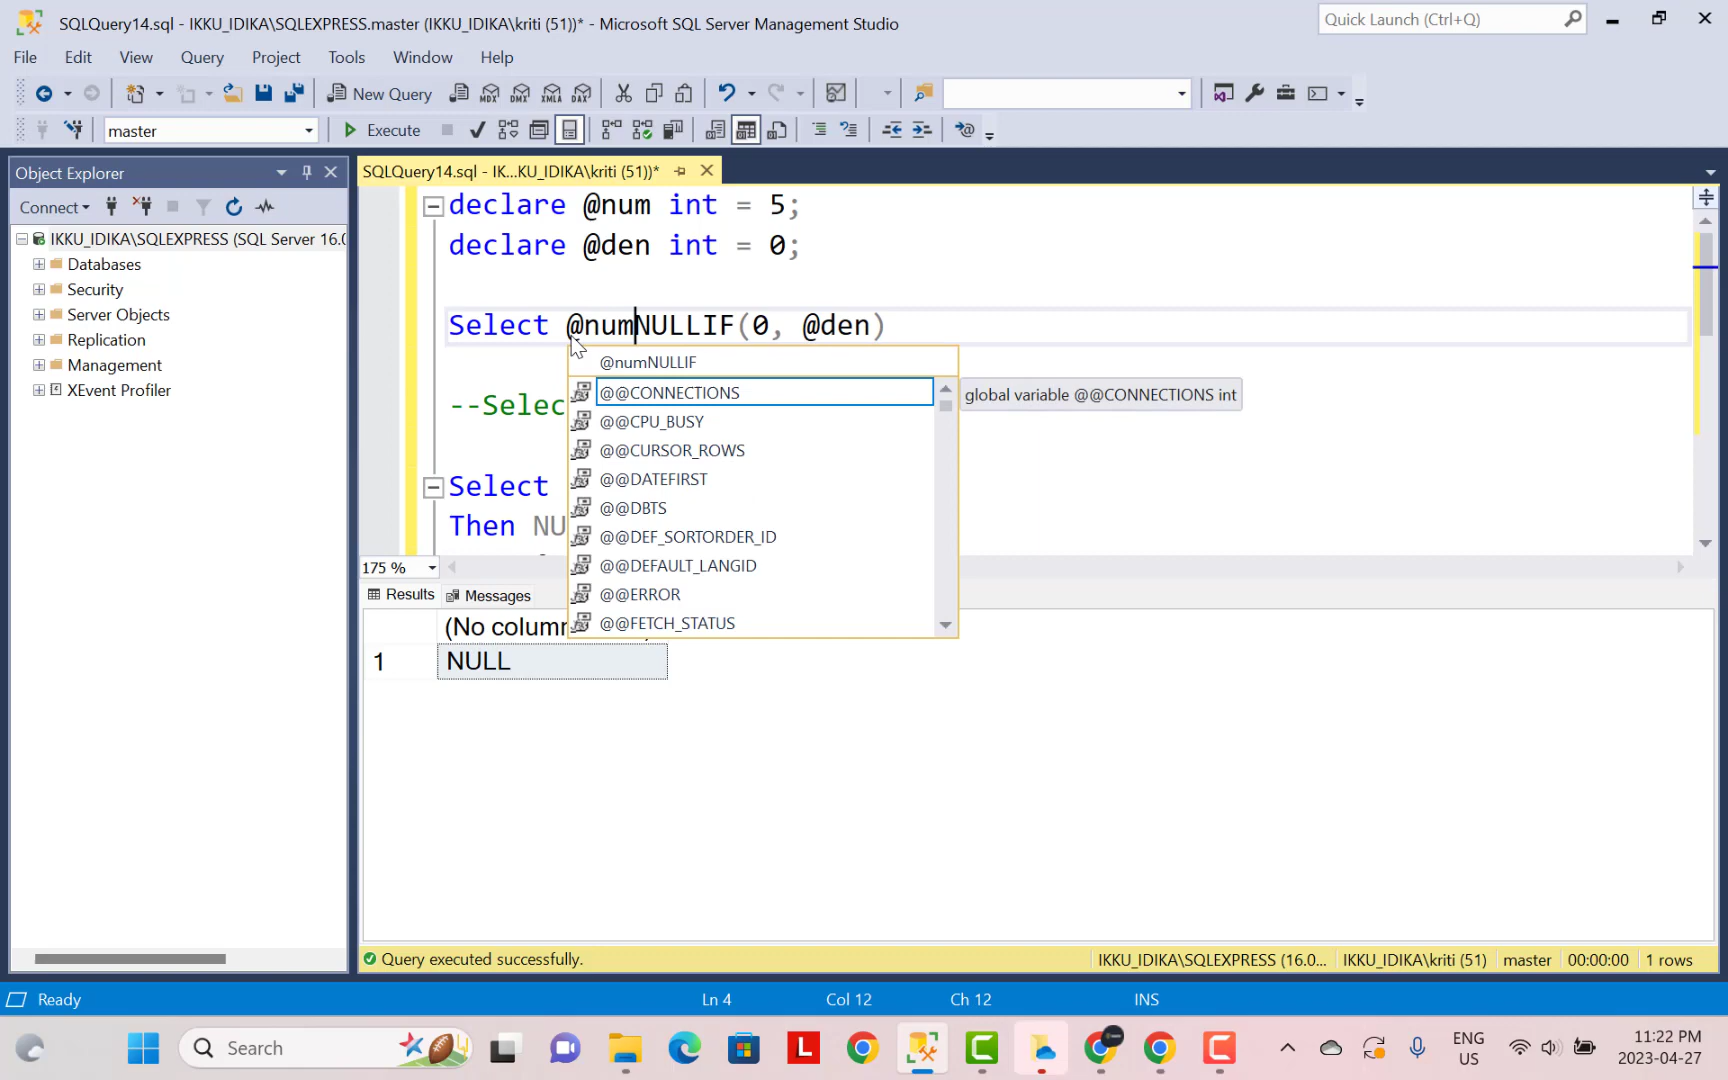 SQLQuery14.sql - IKKU_IDIKA\SQLEXPRESS.master (IKKU_IDIKA\kriti (51))* - Microsoft SQL Server Management Studio
Quick Launch (Ctrl+Q)
File Edit View Query Project Tools Window Help
New Query MDX DMX XMLA DAX
master Execute
Object Explorer
SQLQuery14.sql - IK...KU_IDIKA\kriti (51))*
Connect
IKKU_IDIKA\SQLEXPRESS (SQL Server 16.0
Databases
Security
Server Objects
Replication
Management
XEvent Profiler
declare @num int = 5;
declare @den int = 0;
Select @numNULLIF(0, @den)
@numNULLIF
@@CONNECTIONS
global variable @@CONNECTIONS int
@@CPU_BUSY
@@CURSOR_ROWS
@@DATEFIRST
@@DBTS
@@DEF_SORTORDER_ID
@@DEFAULT_LANGID
@@ERROR
@@FETCH_STATUS
--Selec
Select
Then NU
175 %
Results Messages
(No colum
1 NULL
Query executed successfully.
IKKU_IDIKA\SQLEXPRESS (16.0... IKKU_IDIKA\kriti (51) master 00:00:00 1 rows
Ready Ln 4 Col 12 Ch 12 INS
Search
L
ENG
US
11:22 PM
2023-04-27